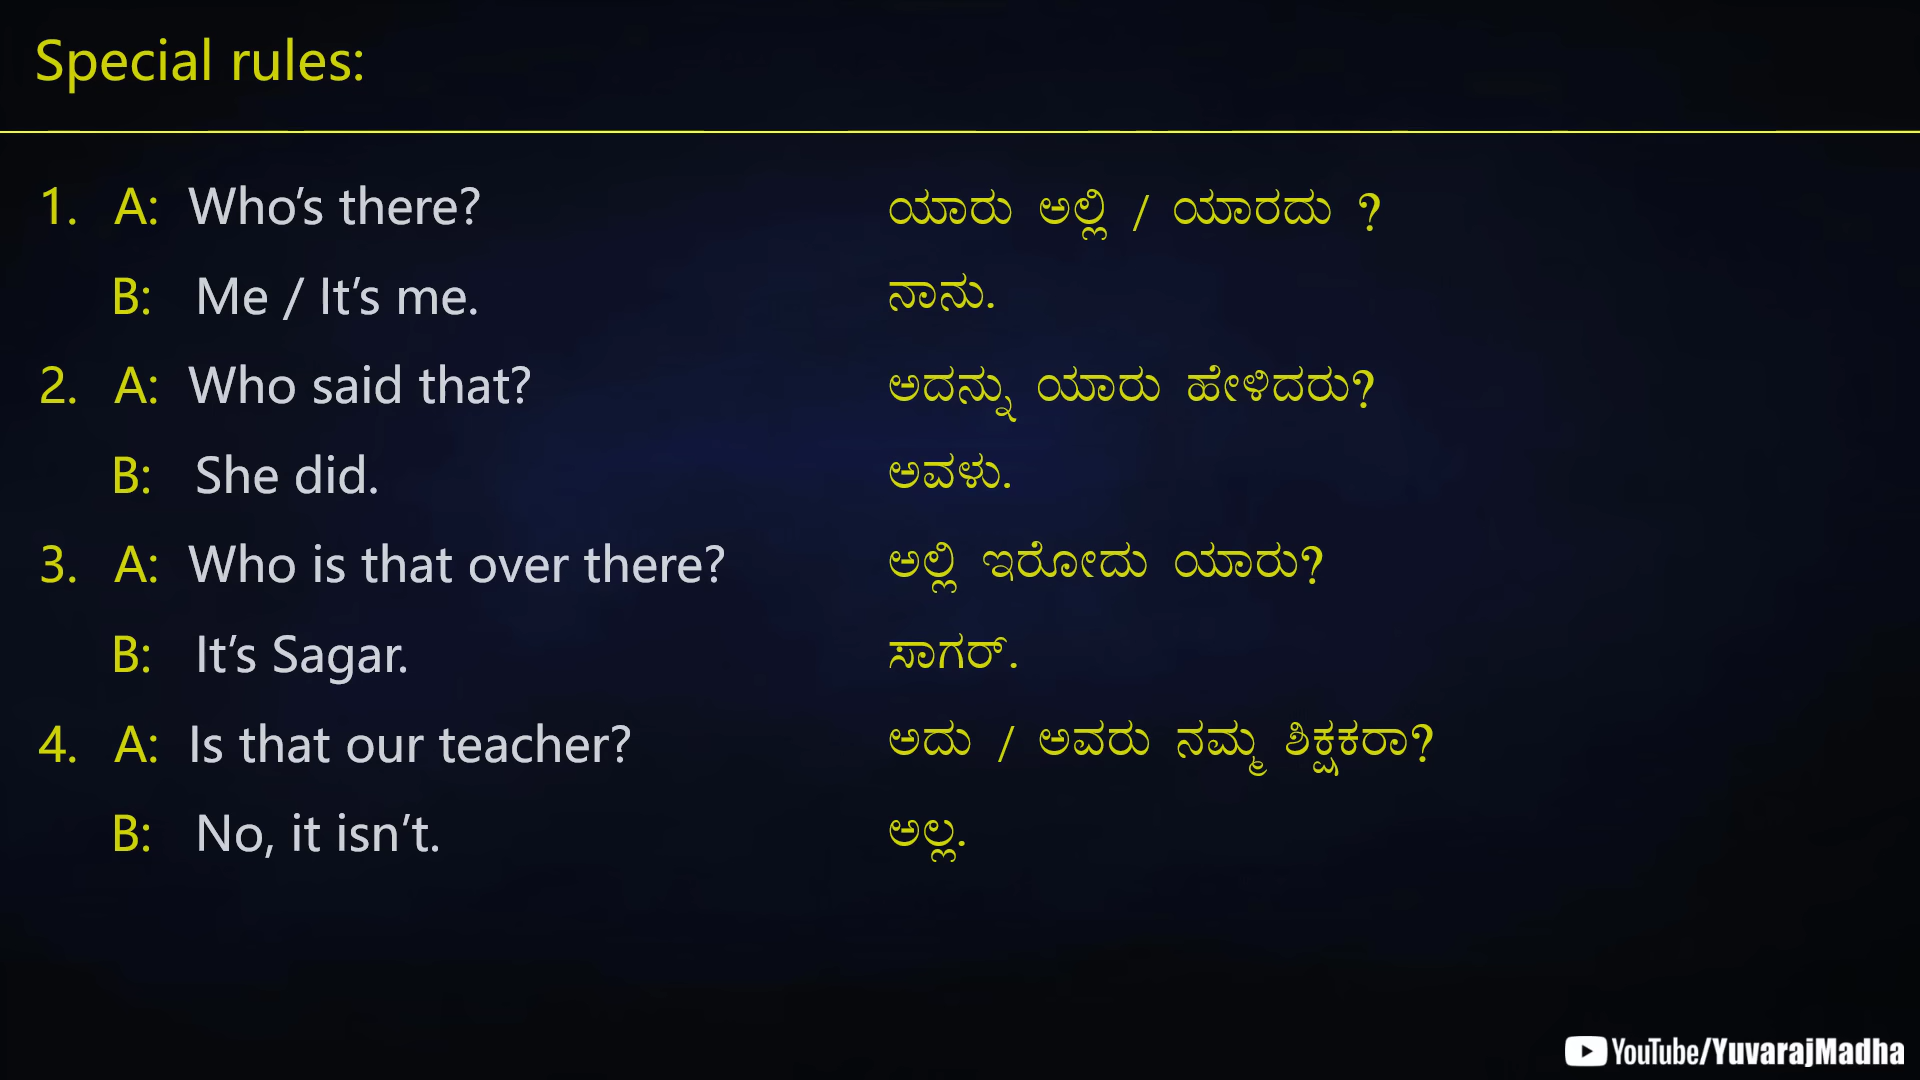 Special rules:
1. A: Who’s there? ಯಾರು ಅಲ್ಲಿ / ಯಾರದು ?
B: Me / It’s me. ನಾನು.
2. A: Who said that? ಅದನ್ನು ಯಾರು ಹೇಳಿದರು?
B: She did. ಅವಳು.
3. A: Who is that over there? ಅಲ್ಲಿ ಇರೋದು ಯಾರು?
B: It’s Sagar. ಸಾಗರ್.
4. A: Is that our teacher? ಅದು / ಅವರು ನಮ್ಮ ಶಿಕ್ಷಕರಾ?
B: No, it isn’t. ಅಲ್ಲ.
YouTube/YuvarajMadha